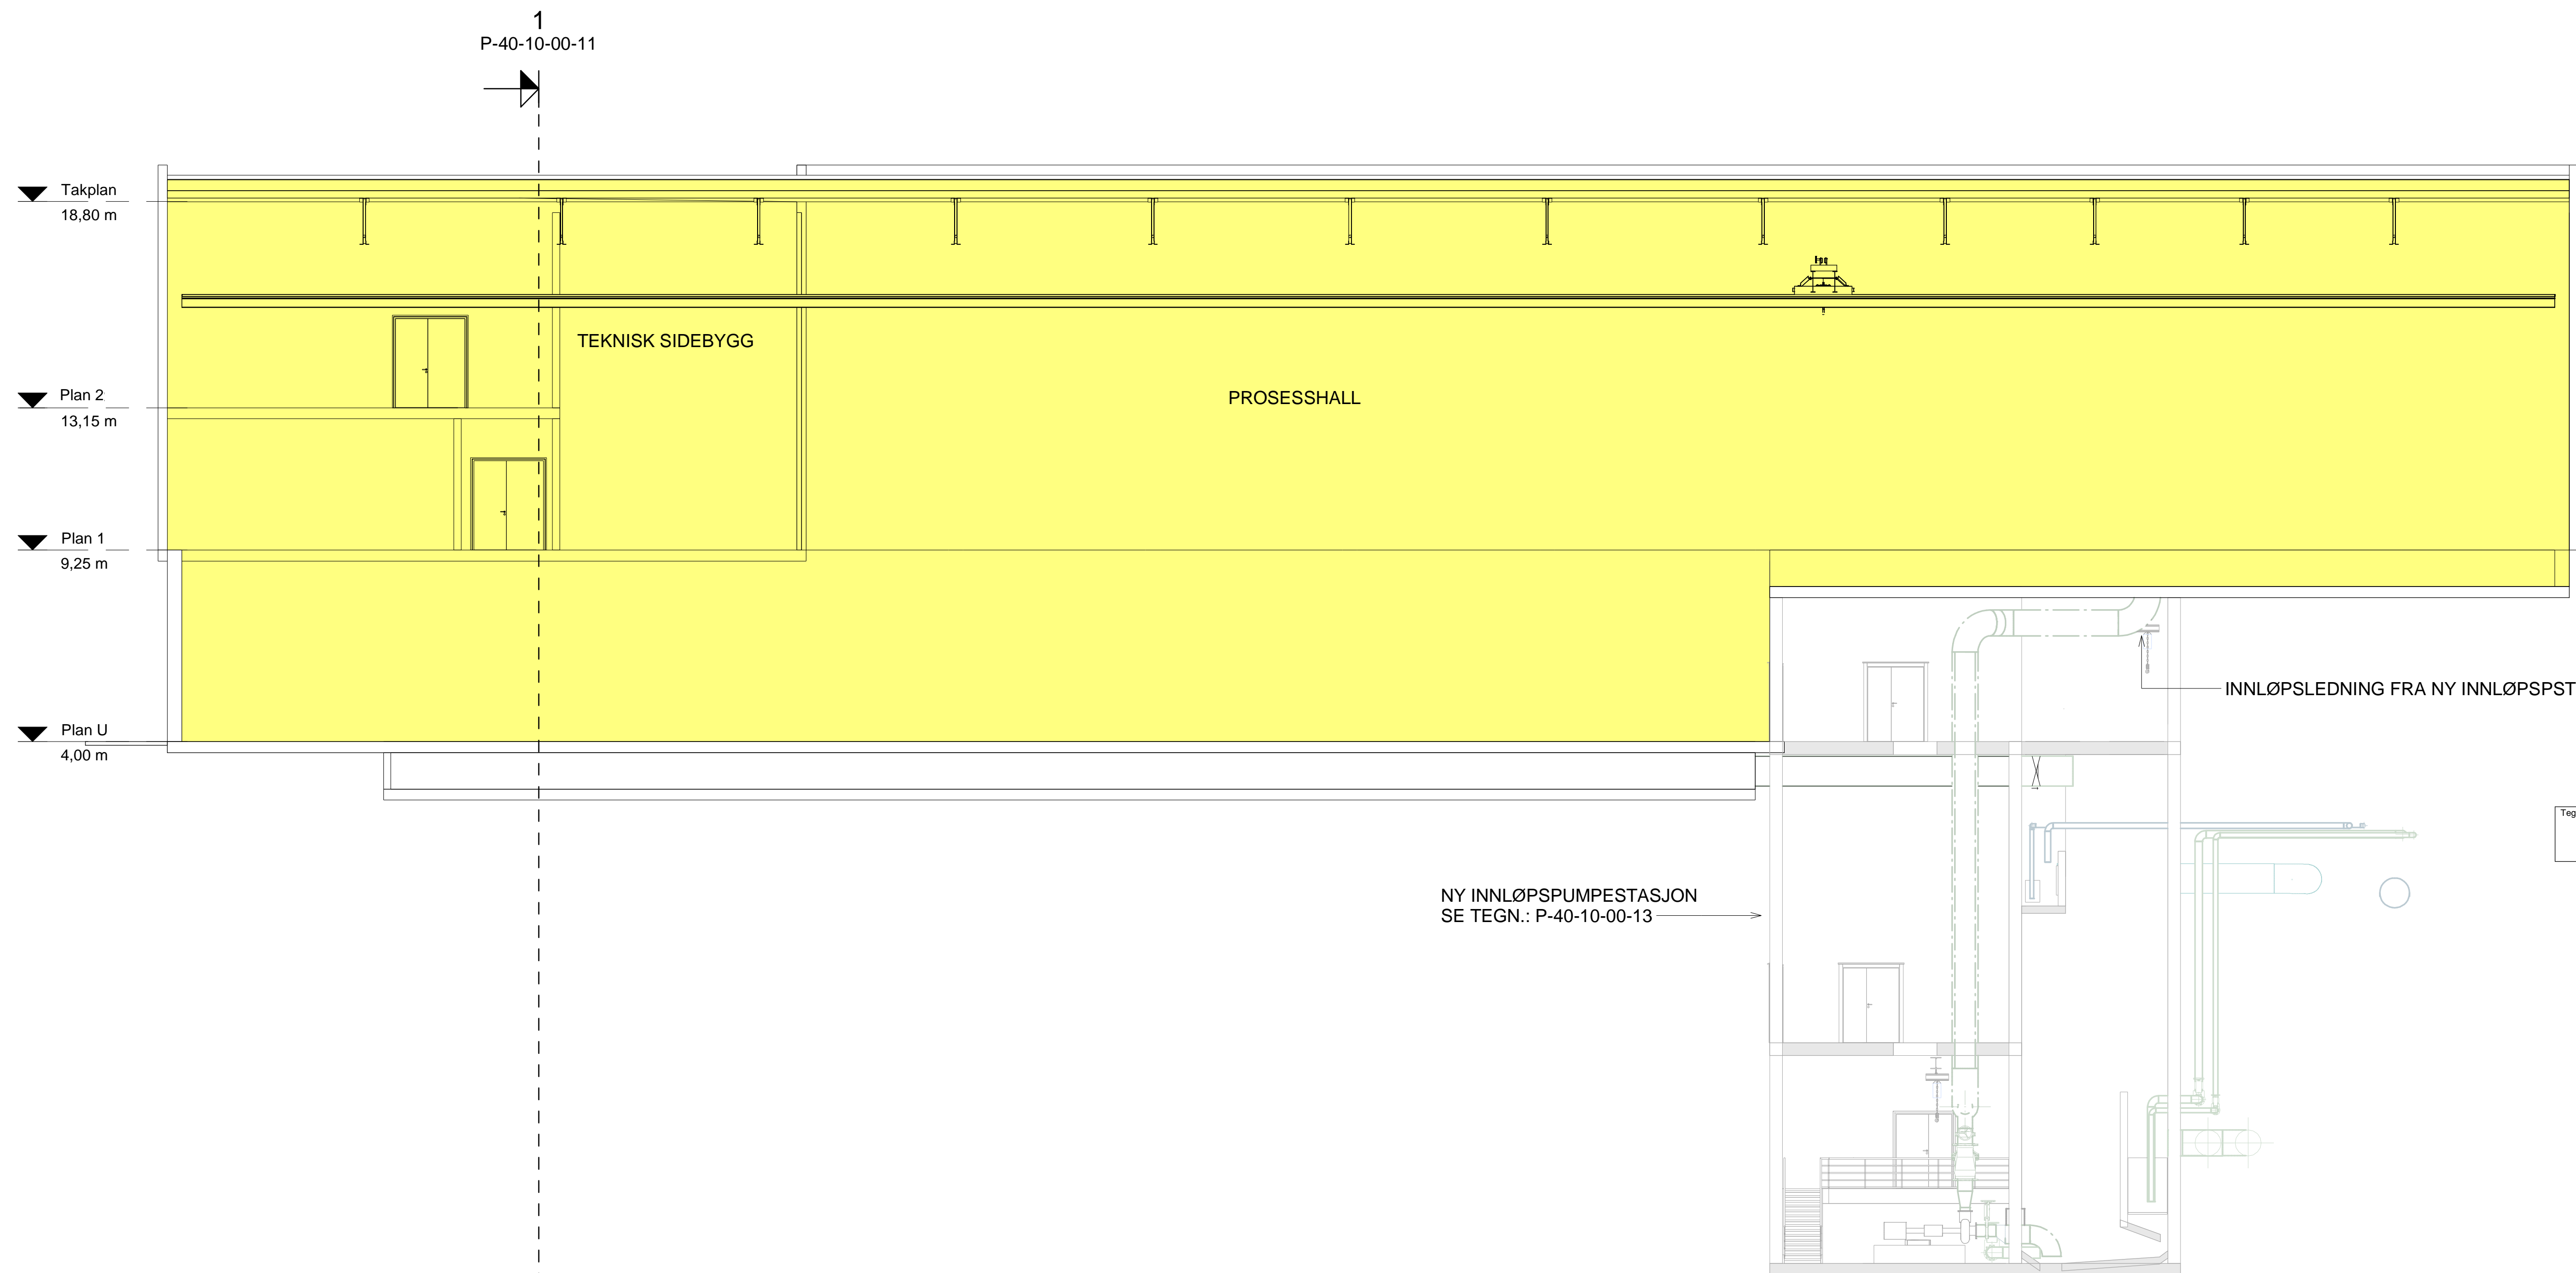 1
P-40-10-00-11
Takplan
18,80 m
TEKNISK SIDEBYGG
Plan 2
13,15 m
PROSESSHALL
Plan 1
9,25 m
INNLØPSLEDNING FRA NY INNLØPSPST
Plan U
4,00 m
Teg
NY INNLØPSPUMPESTASJON
SE TEGN.: P-40-10-00-13